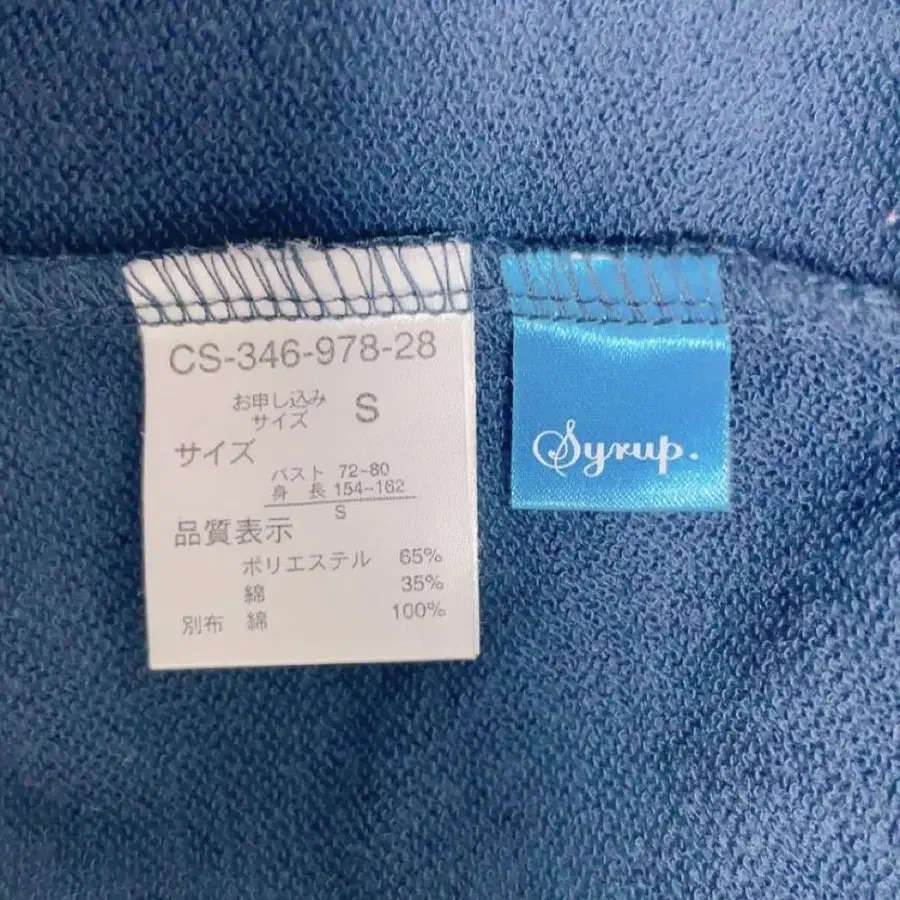 CS-346-978-28
お申し込み
サイズ S
サイズ
バスト 72-80
身 長 154-162
S
品質表示
ポリエステル 65%
綿 35%
別布 綿 100%
Syrup.